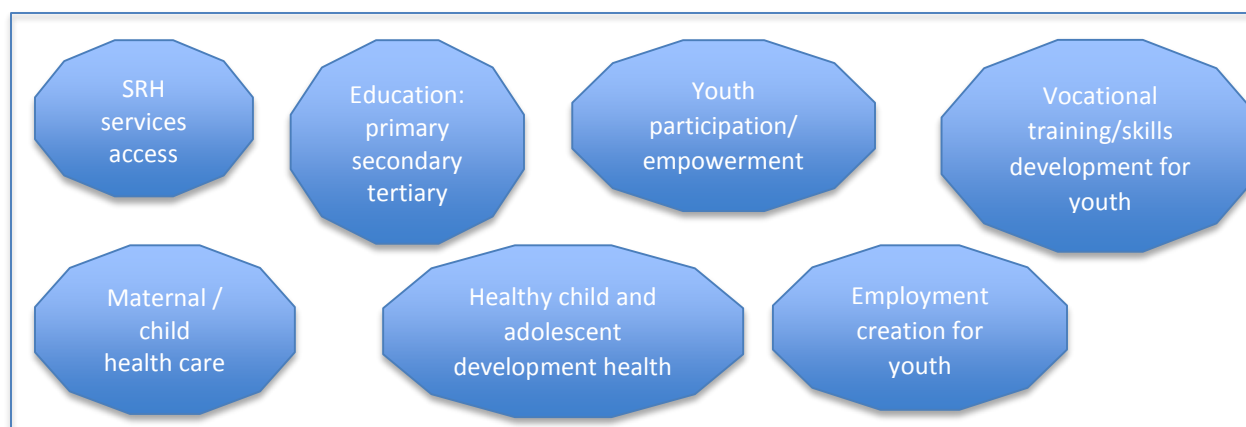 SRH
services
access
Education:
primary
secondary
tertiary
Youth
participation/
empowerment
Vocational
training/skills
development for
youth
Maternal /
child
health care
Healthy child and
adolescent
development health
Employment
creation for
youth